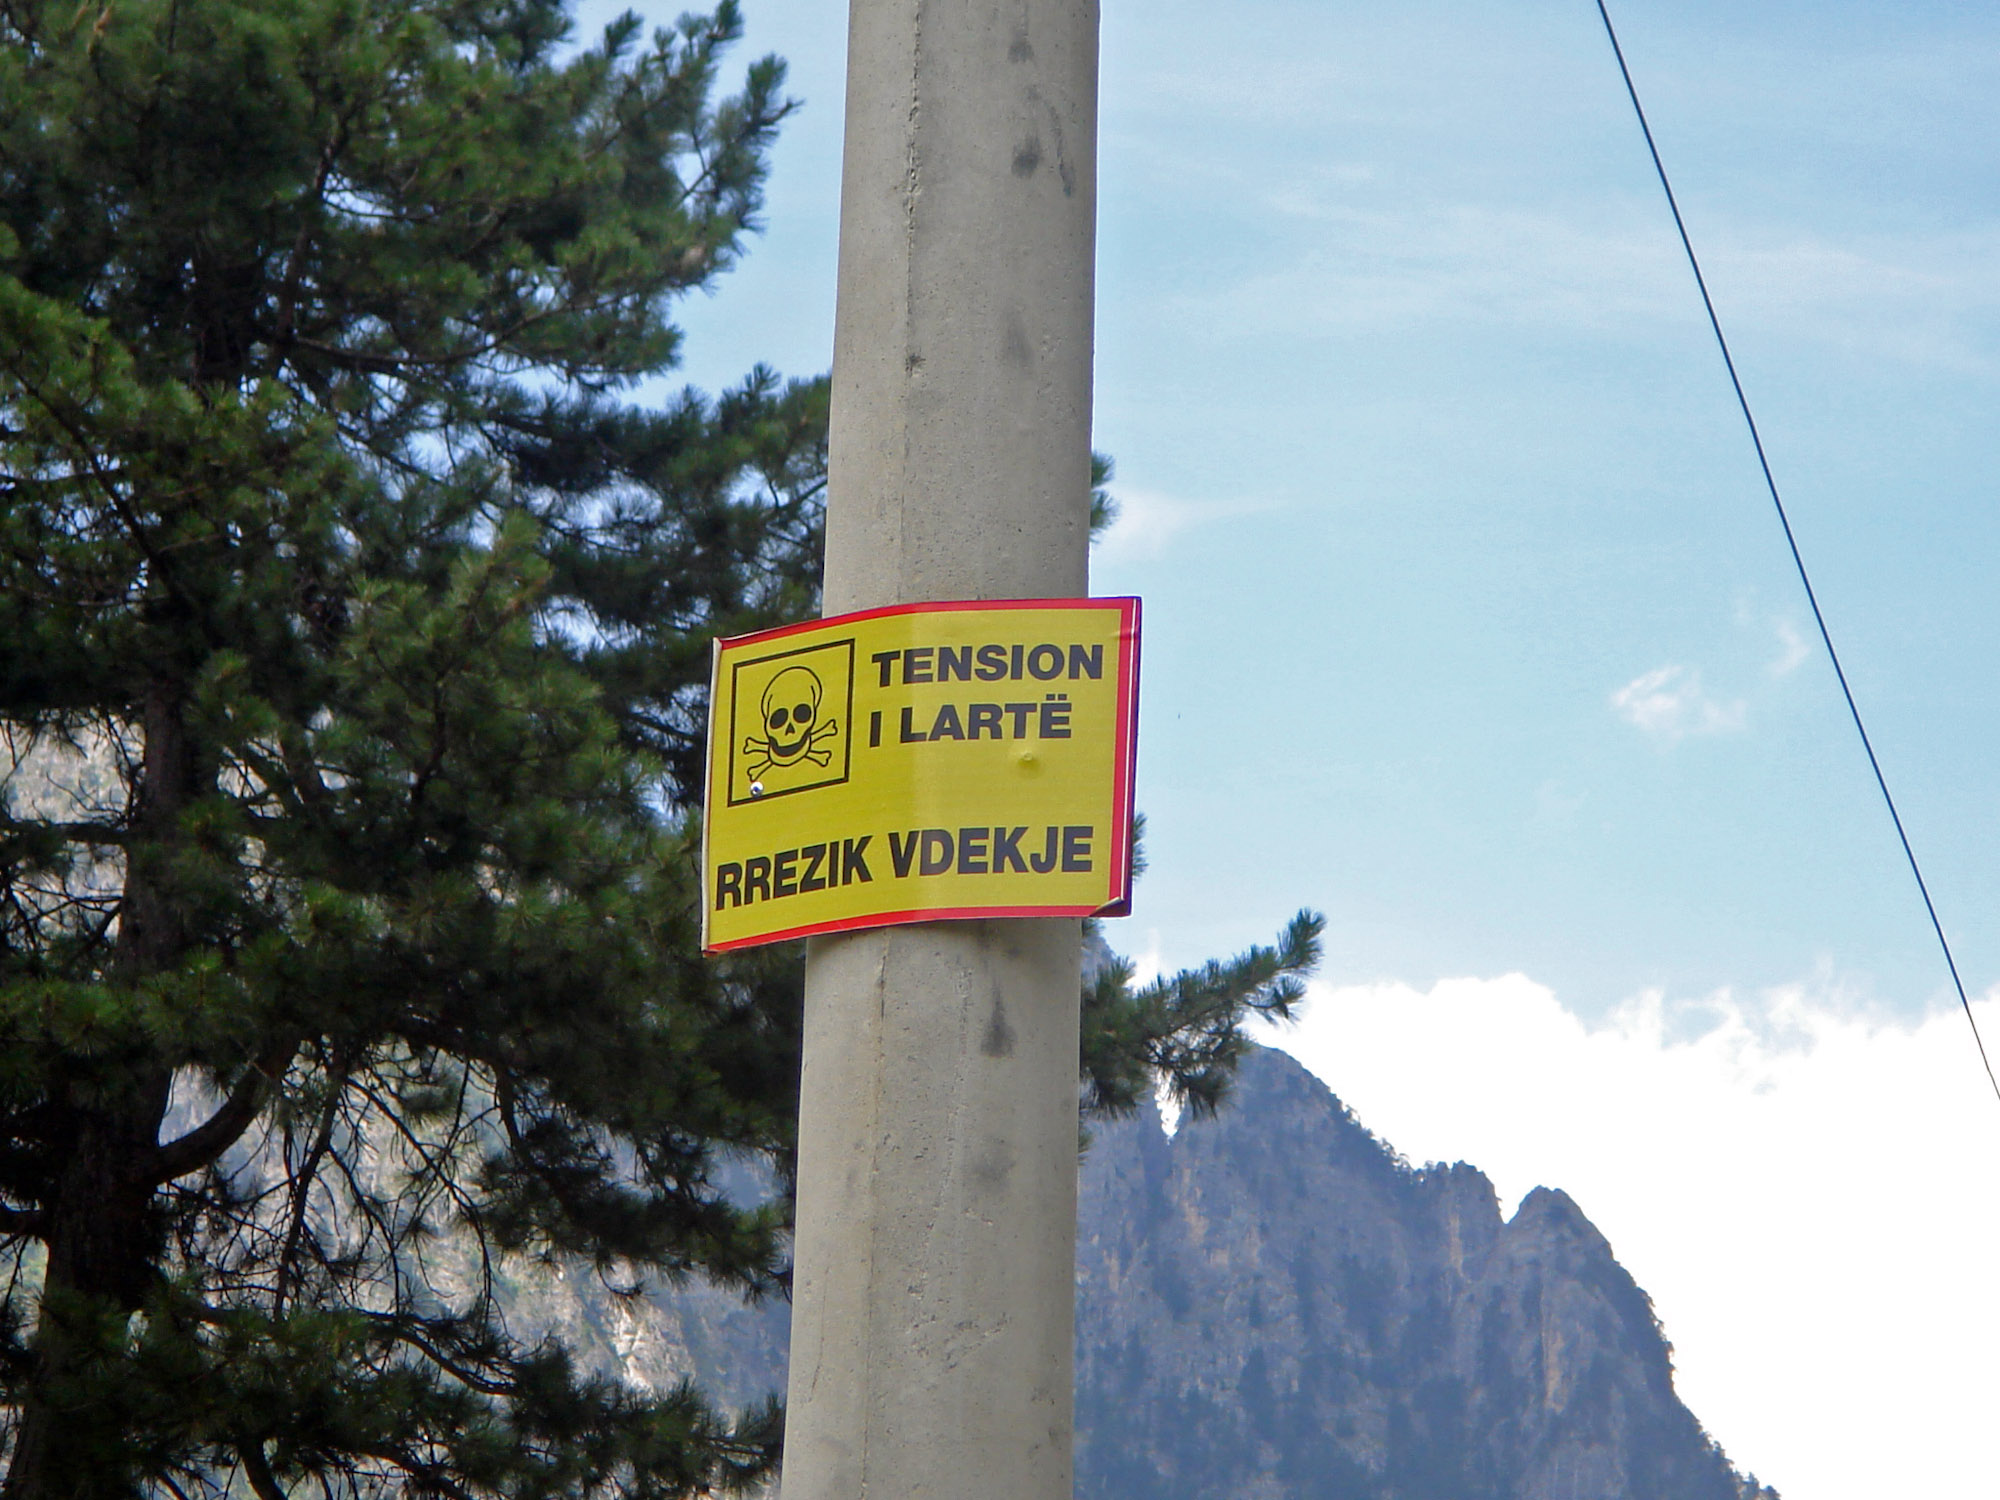 TENSION
I LARTË
RREZIK VDEKJE